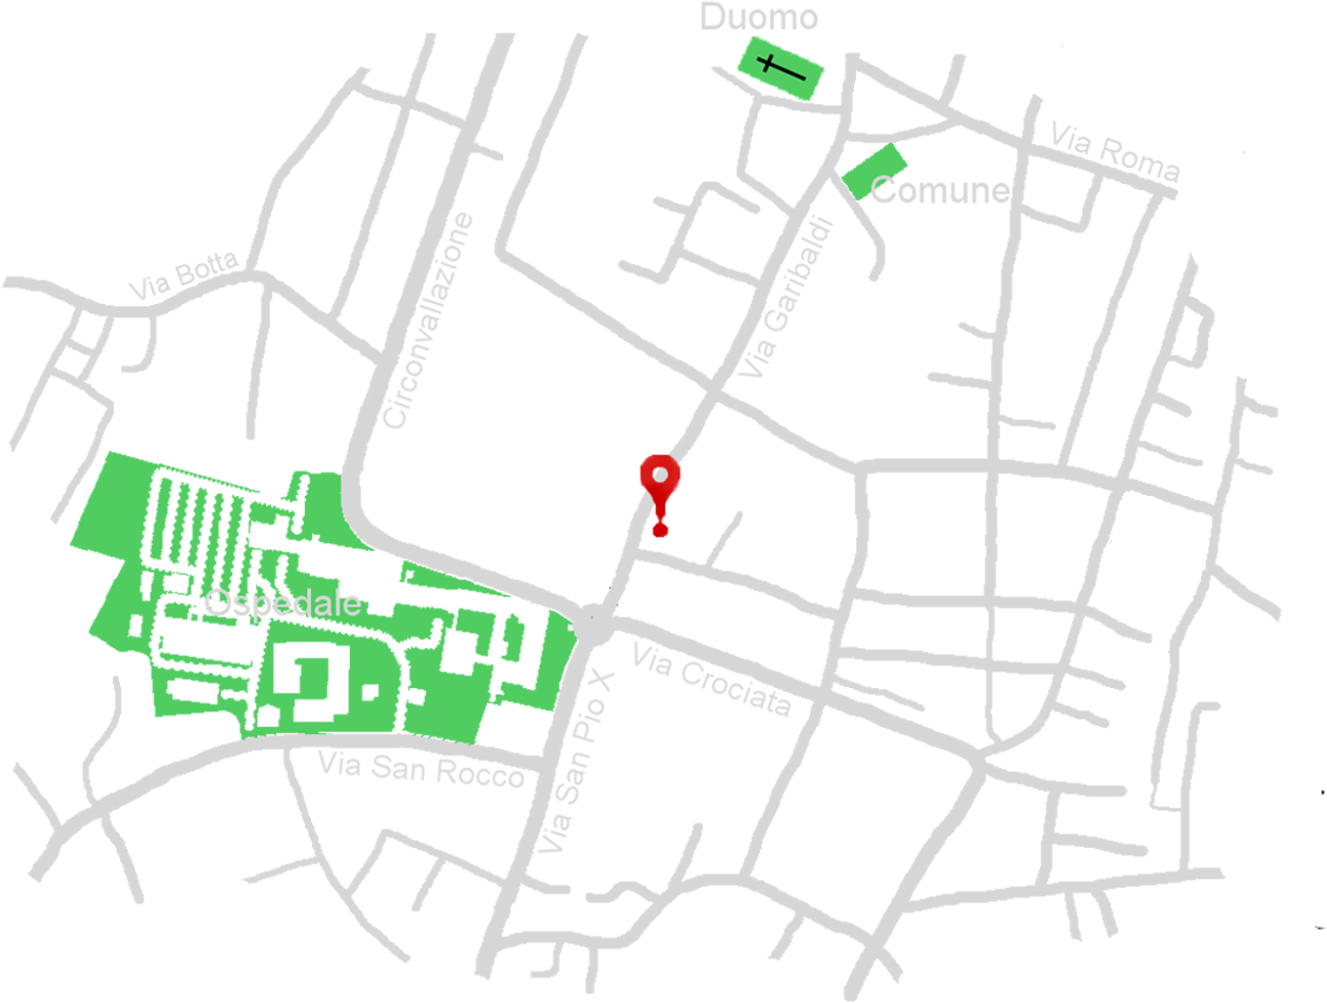 Duomo
Via Roma
Comune
Circonvallazione
Via Garibaldi
Via Botta
Ospedale
Via Crociata
Via San Pio X
Via San Rocco